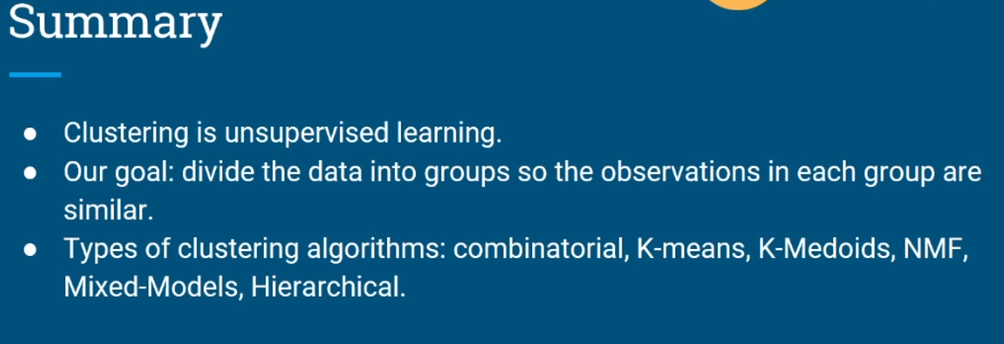 Summary
● Clustering is unsupervised learning.
● Our goal: divide the data into groups so the observations in each group are
similar.
● Types of clustering algorithms: combinatorial, K-means, K-Medoids, NMF,
Mixed-Models, Hierarchical.